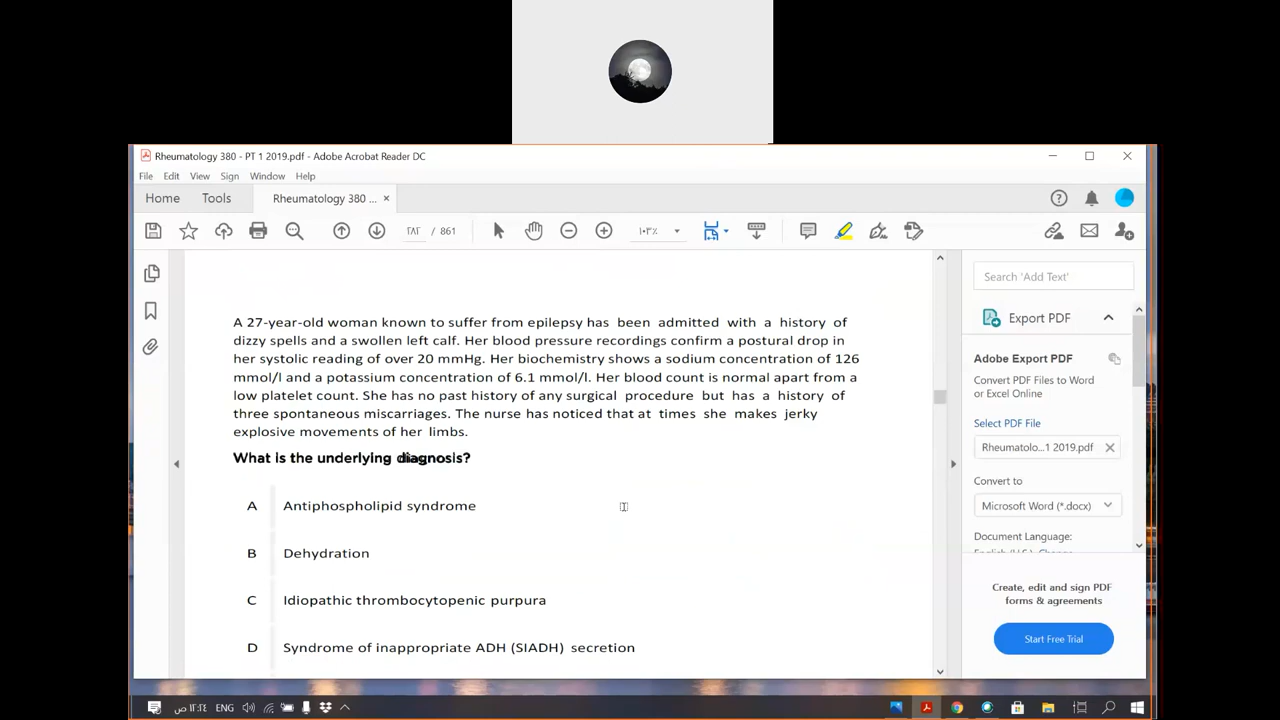 Rheumatology 380 - PT 1 2019.pdf - Adobe Acrobat Reader DC
File Edit View Sign Window Help
Home Tools Rheumatology 380 ... ×
٢٨٢ / 861 ١٠٣٪
Search 'Add Text'
Export PDF
Adobe Export PDF
Convert PDF Files to Word
or Excel Online
Select PDF File
Rheumatolo...1 2019.pdf
Convert to
Microsoft Word (*.docx)
Document Language:
English (U.S.) Change
Create, edit and sign PDF
forms & agreements
Start Free Trial
A 27-year-old woman known to suffer from epilepsy has been admitted with a history of
dizzy spells and a swollen left calf. Her blood pressure recordings confirm a postural drop in
her systolic reading of over 20 mmHg. Her biochemistry shows a sodium concentration of 126
mmol/l and a potassium concentration of 6.1 mmol/l. Her blood count is normal apart from a
low platelet count. She has no past history of any surgical procedure but has a history of
three spontaneous miscarriages. The nurse has noticed that at times she makes jerky
explosive movements of her limbs.
What is the underlying diagnosis?
A Antiphospholipid syndrome
B Dehydration
C Idiopathic thrombocytopenic purpura
D Syndrome of inappropriate ADH (SIADH) secretion
ص ١٢:٢٤ ENG